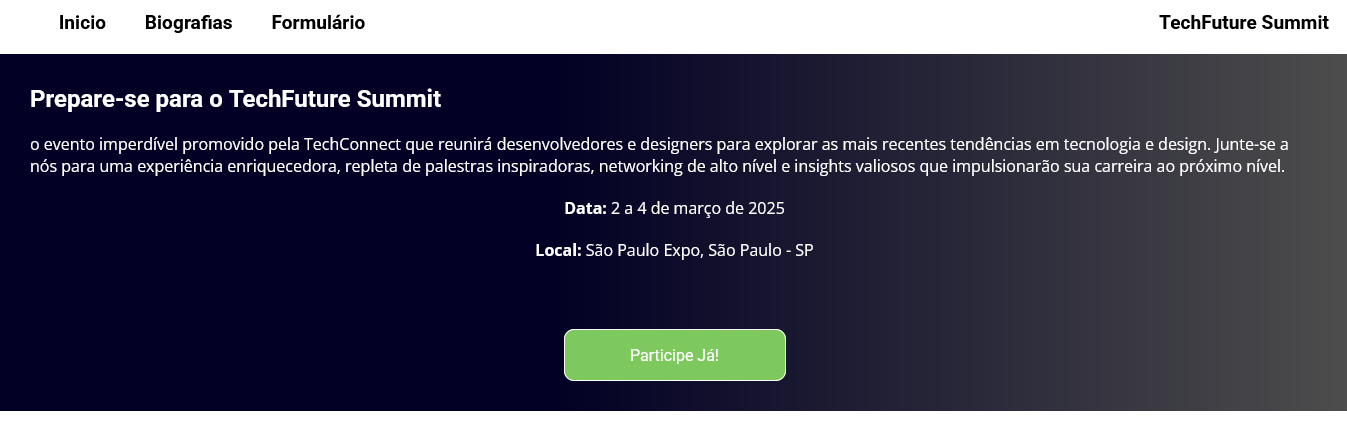 Inicio Biografias Formulário TechFuture Summit
Prepare-se para o TechFuture Summit
o evento imperdível promovido pela TechConnect que reunirá desenvolvedores e designers para explorar as mais recentes tendências em tecnologia e design. Junte-se a
nós para uma experiência enriquecedora, repleta de palestras inspiradoras, networking de alto nível e insights valiosos que impulsionarão sua carreira ao próximo nível.
Data: 2 a 4 de março de 2025
Local: São Paulo Expo, São Paulo - SP
Participe Já!